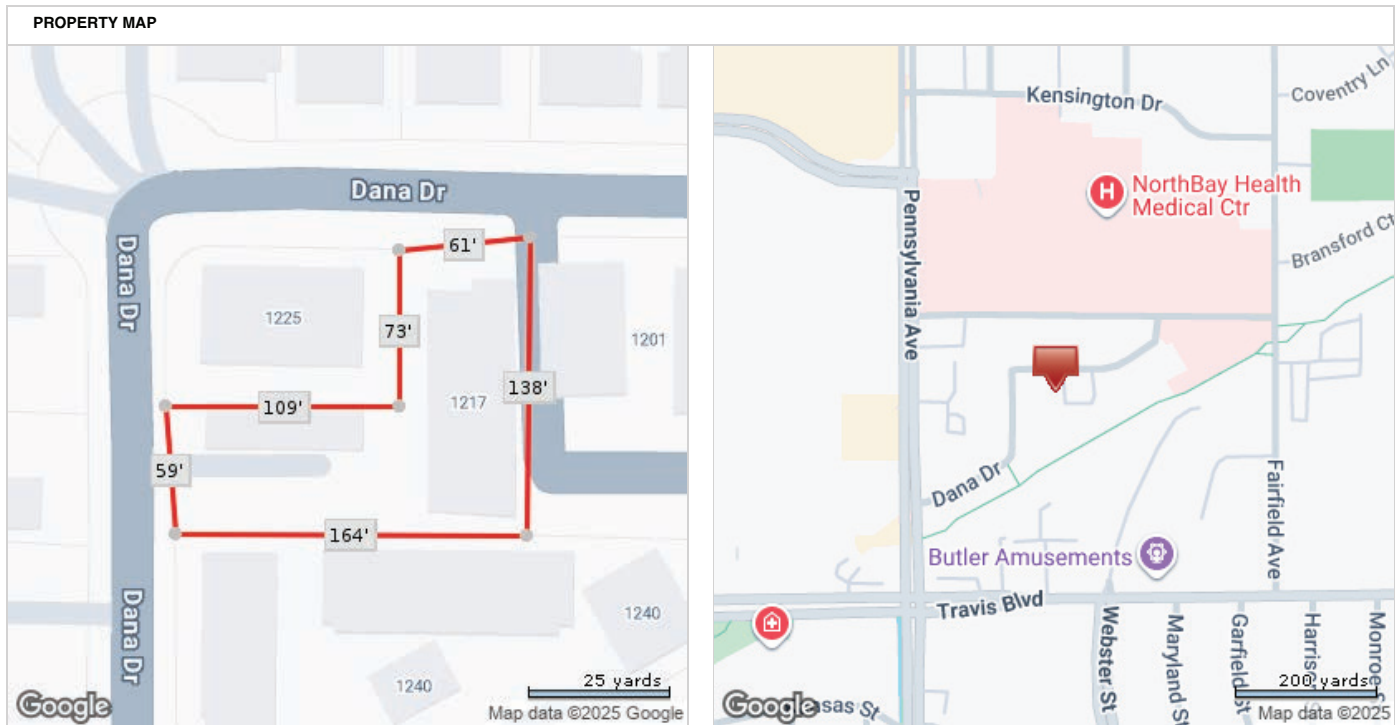 PROPERTY MAP
Dana Dr
Dana Dr
61'
1225
73'
1201
138'
1217
109'
59'
164'
Dana Dr
1240
1240
25 yards
Google
Map data ©2025 Google
Kensington Dr
Coventry Ln
NorthBay Health
Medical Ctr
H
Pennsylvania Ave
Bransford Ct
Dana Dr
Fairfield Ave
Butler Amusements
Travis Blvd
Webster St
Maryland St
Garfield St
Harris
Monroe
200 yards
Google
sas St
Map data ©2025